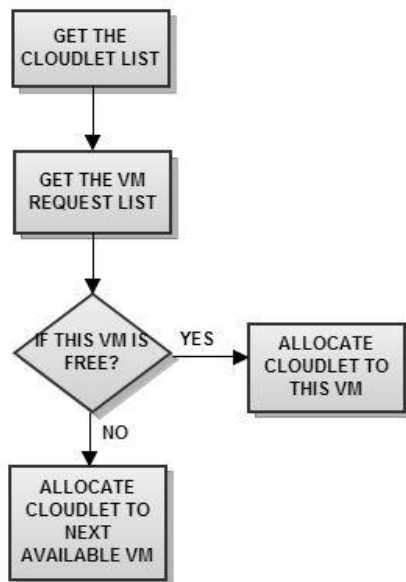 GET THE
CLOUDLET LIST
GET THE VM
REQUEST LIST
IF THIS VM IS
FREE?
YES
ALLOCATE
CLOUDLET TO
THIS VM
NO
ALLOCATE
CLOUDLET TO
NEXT
AVAILABLE VM